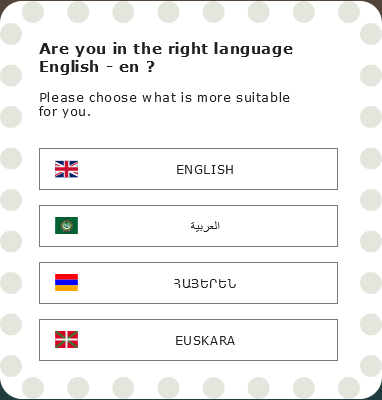 Are you in the right language
English - en ?
Please choose what is more suitable
for you.
ENGLISH
العربية
ՀԱՅԵՐԵՆ
EUSKARA